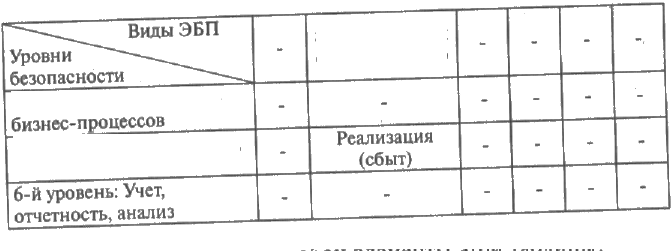 Виды ЭБП
Уровни
безопасности
- - - - -
бизнес-процессов
- - - - - -
Реализация
(сбыт)
- - - - -
6-й уровень: Учет,
отчетность, анализ
- - - - - -